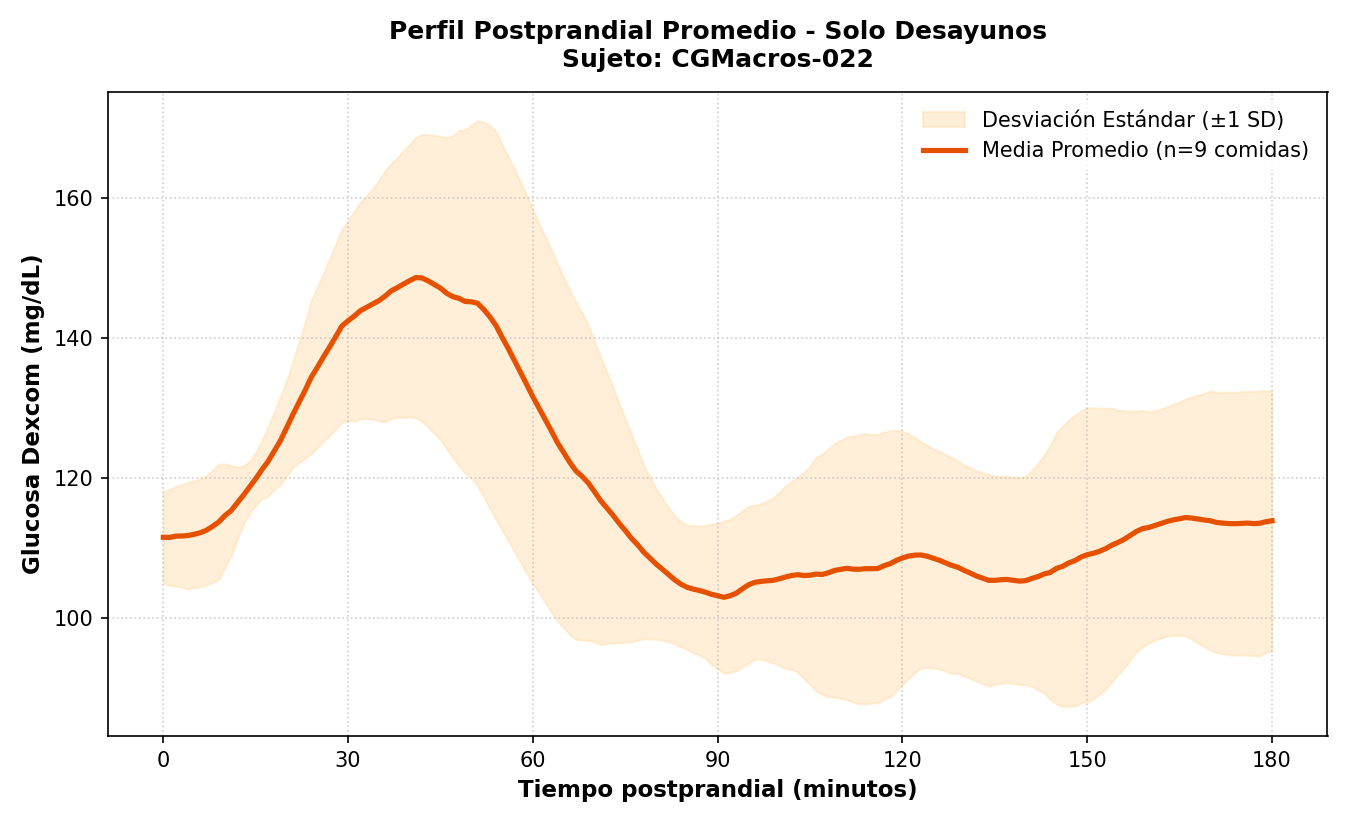 Perfil Postprandial Promedio - Solo Desayunos
Sujeto: CGMacros-022
Desviación Estándar (±1 SD)
Media Promedio (n=9 comidas)
Glucosa Dexcom (mg/dL)
160
140
120
100
0 30 60 90 120 150 180
Tiempo postprandial (minutos)